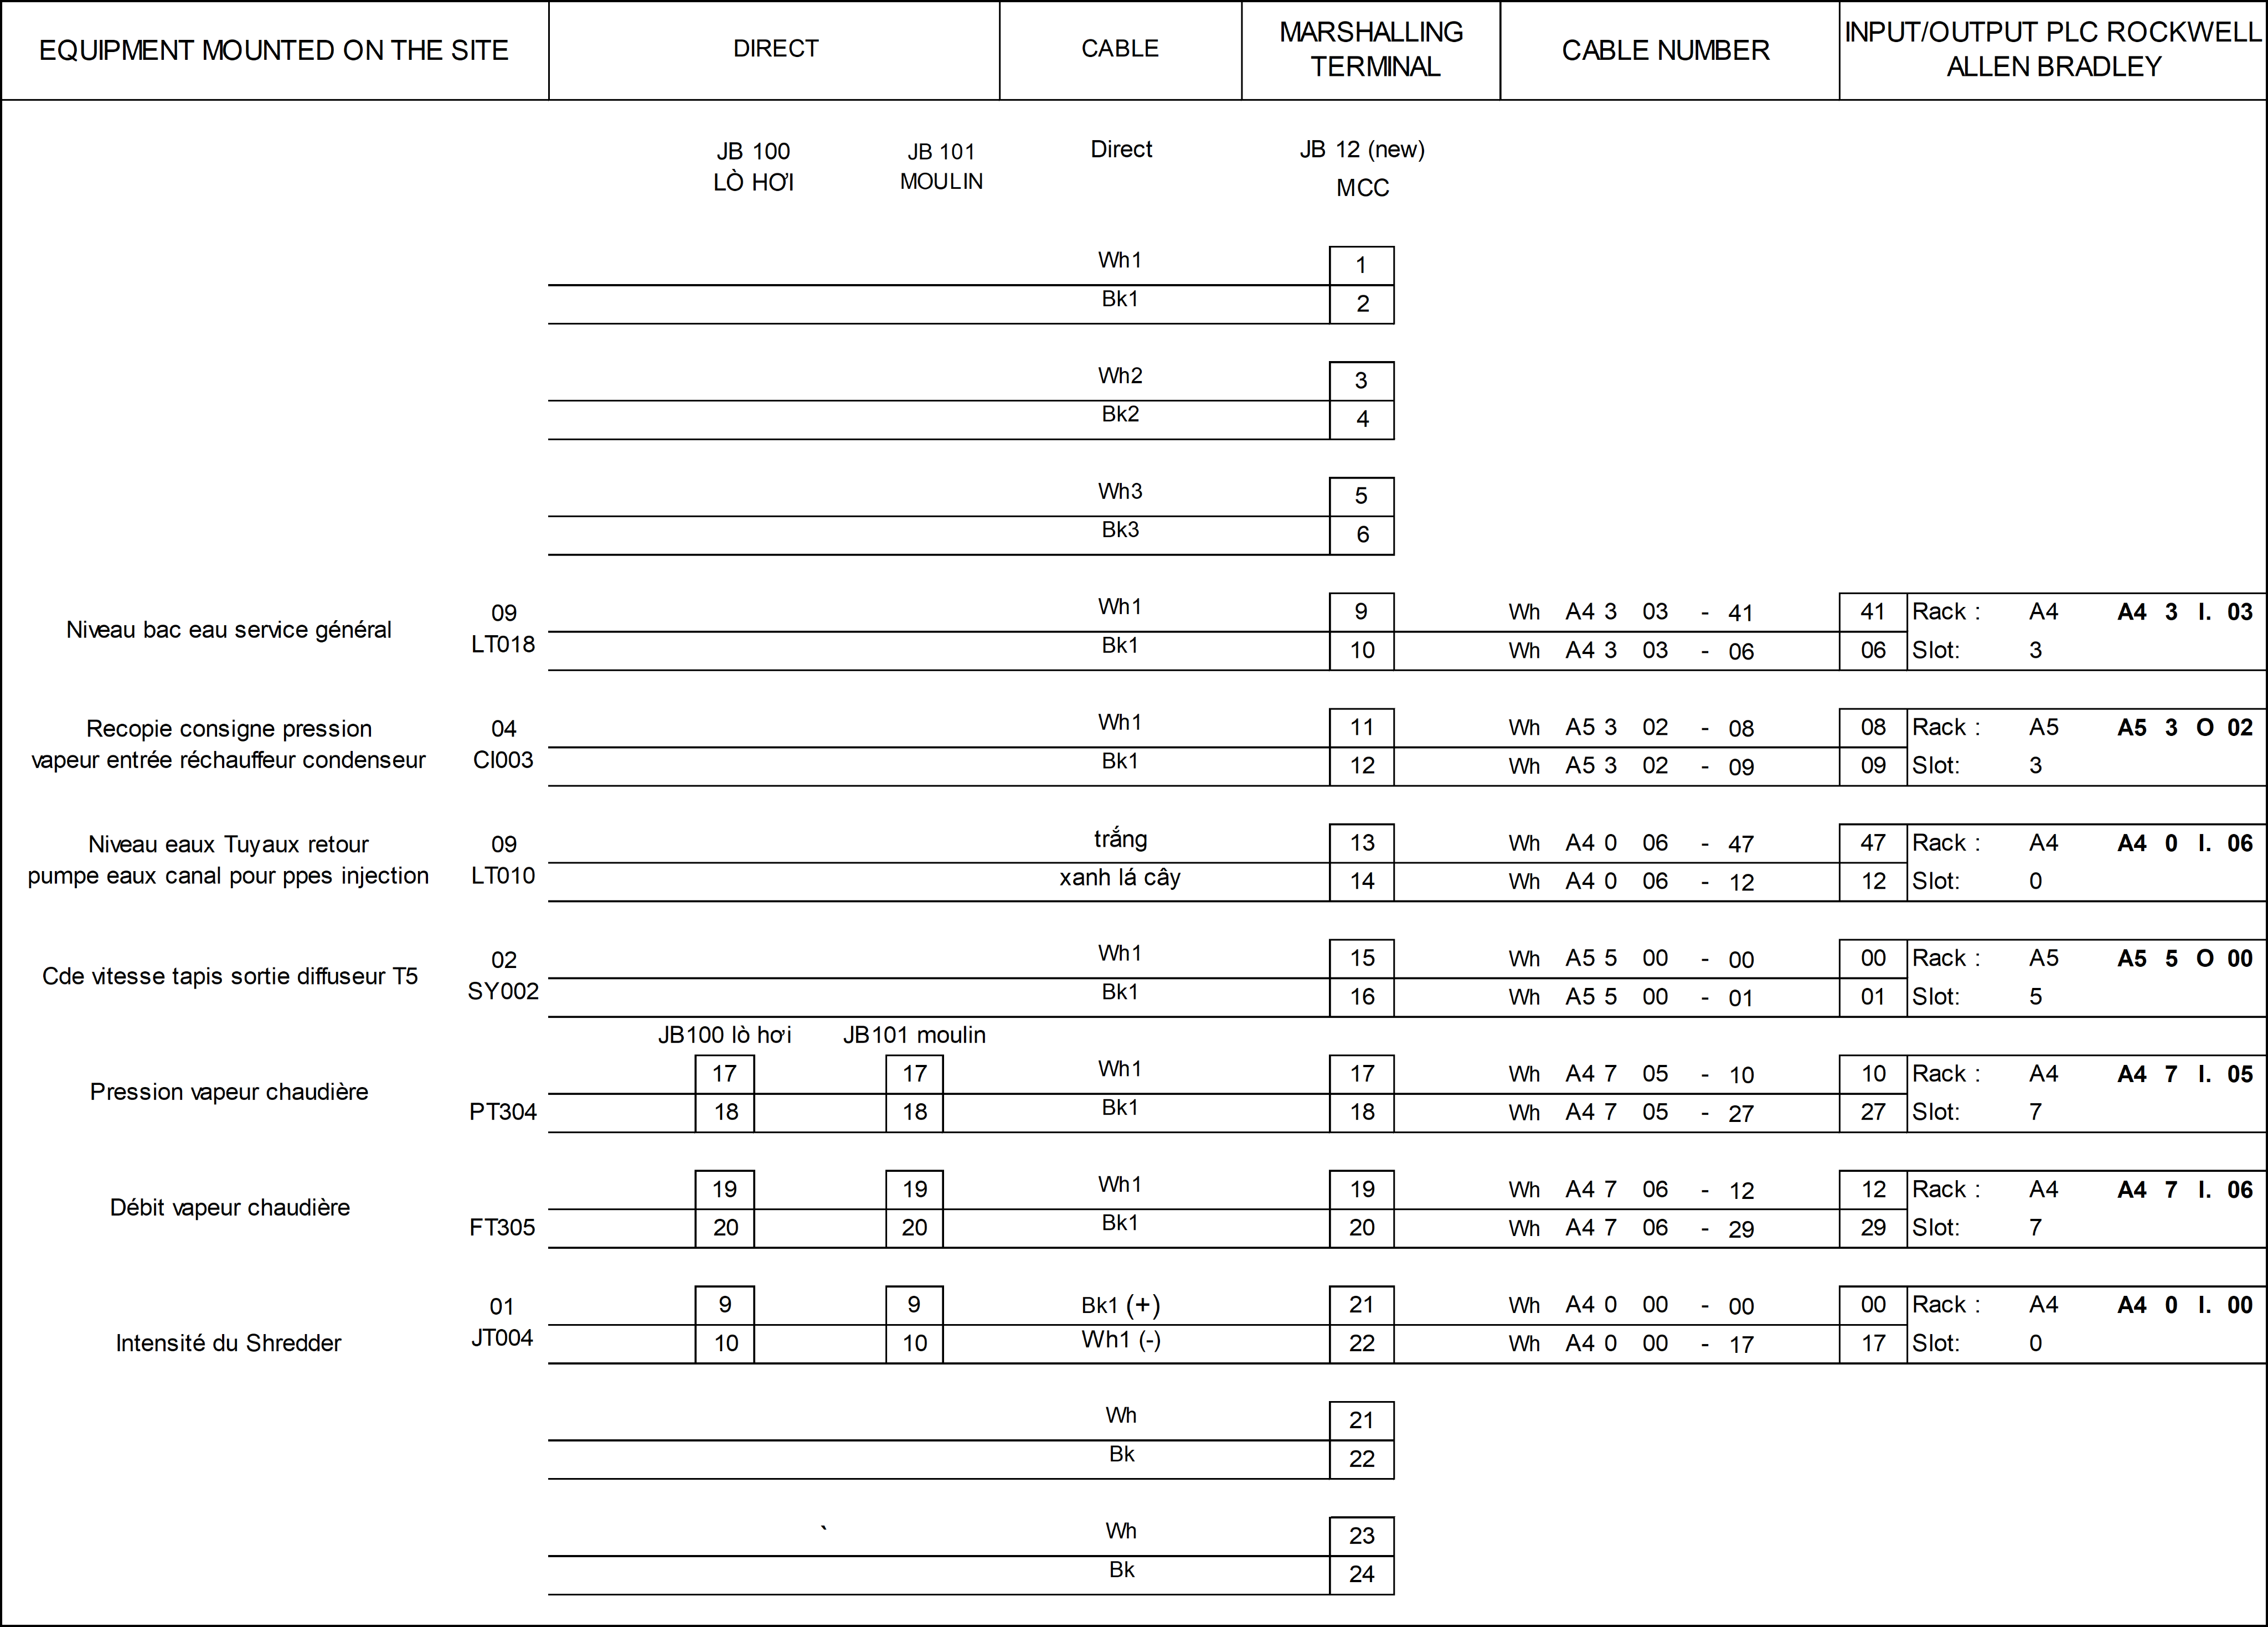 EQUIPMENT MOUNTED ON THE SITE DIRECT CABLE MARSHALLING TERMINAL CABLE NUMBER INPUT/OUTPUT PLC ROCKWELL ALLEN BRADLEY
JB 100 JB 101 Direct JB 12 (new)
LÒ HƠI MOULIN MCC
Wh1 1
Bk1 2
Wh2 3
Bk2 4
Wh3 5
Bk3 6
09 Wh1 9 Wh A4 3 03 - 41 41 Rack : A4 A4 3 I. 03
Niveau bac eau service général
LT018 Bk1 10 Wh A4 3 03 - 06 06 Slot: 3
Recopie consigne pression 04 Wh1 11 Wh A5 3 02 - 08 08 Rack : A5 A5 3 O 02
vapeur entrée réchauffeur condenseur CI003 Bk1 12 Wh A5 3 02 - 09 09 Slot: 3
Niveau eaux Tuyaux retour 09 trắng 13 Wh A4 0 06 - 47 47 Rack : A4 A4 0 I. 06
pumpe eaux canal pour ppes injection LT010 xanh lá cây 14 Wh A4 0 06 - 12 12 Slot: 0
02 Wh1 15 Wh A5 5 00 - 00 00 Rack : A5 A5 5 O 00
Cde vitesse tapis sortie diffuseur T5
SY002 Bk1 16 Wh A5 5 00 - 01 01 Slot: 5
JB100 lò hơi JB101 moulin
17 17 Wh1 17 Wh A4 7 05 - 10 10 Rack : A4 A4 7 I. 05
Pression vapeur chaudière
PT304 18 18 Bk1 18 Wh A4 7 05 - 27 27 Slot: 7
19 19 Wh1 19 Wh A4 7 06 - 12 12 Rack : A4 A4 7 I. 06
Débit vapeur chaudière
FT305 20 20 Bk1 20 Wh A4 7 06 - 29 29 Slot: 7
01 9 9 Bk1 (+) 21 Wh A4 0 00 - 00 00 Rack : A4 A4 0 I. 00
Intensité du Shredder JT004 10 10 Wh1 (-) 22 Wh A4 0 00 - 17 17 Slot: 0
Wh 21
Bk 22
` Wh 23
Bk 24